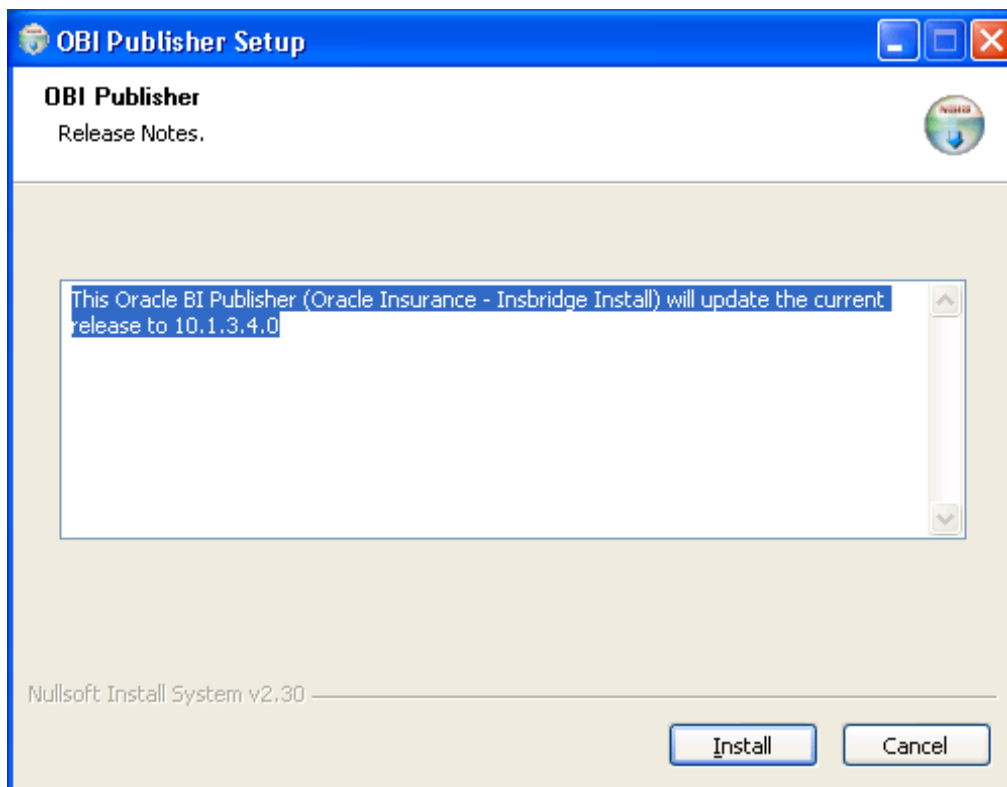 OBI Publisher Setup
OBI Publisher
Release Notes.
This Oracle BI Publisher (Oracle Insurance - Insbridge Install) will update the current
release to 10.1.3.4.0
Nullsoft Install System v2.30
Install
Cancel